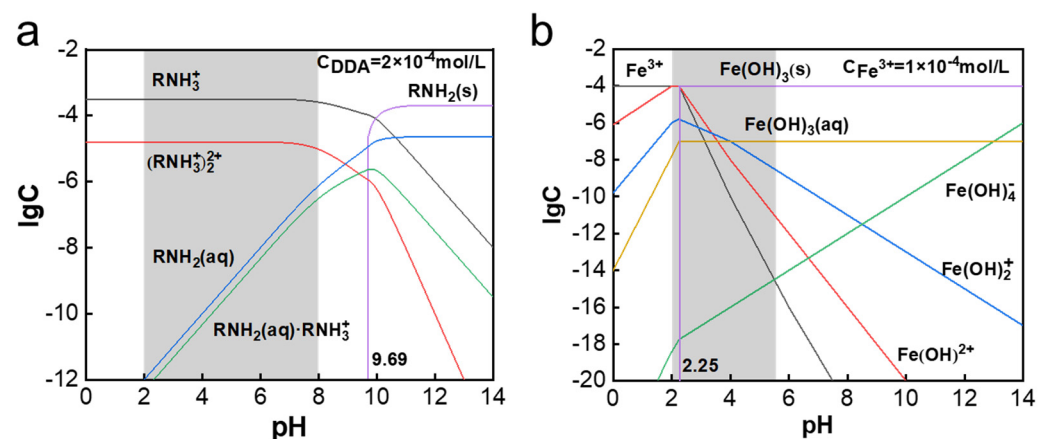 a
C_DDA=2×10⁻⁴mol/L
RNH₃⁺
RNH₂(s)
(RNH₃⁺)₂²⁺
RNH₂(aq)
RNH₂(aq)·RNH₃⁺
9.69
lgC
-2
-4
-6
-8
-10
-12
0 2 4 6 8 10 12 14
pH
b
Fe³⁺
Fe(OH)₃(s)
C_Fe³⁺=1×10⁻⁴mol/L
Fe(OH)₃(aq)
Fe(OH)₄⁻
Fe(OH)₂⁺
Fe(OH)²⁺
2.25
lgC
-2
-4
-6
-8
-10
-12
-14
-16
-18
-20
0 2 4 6 8 10 12 14
pH